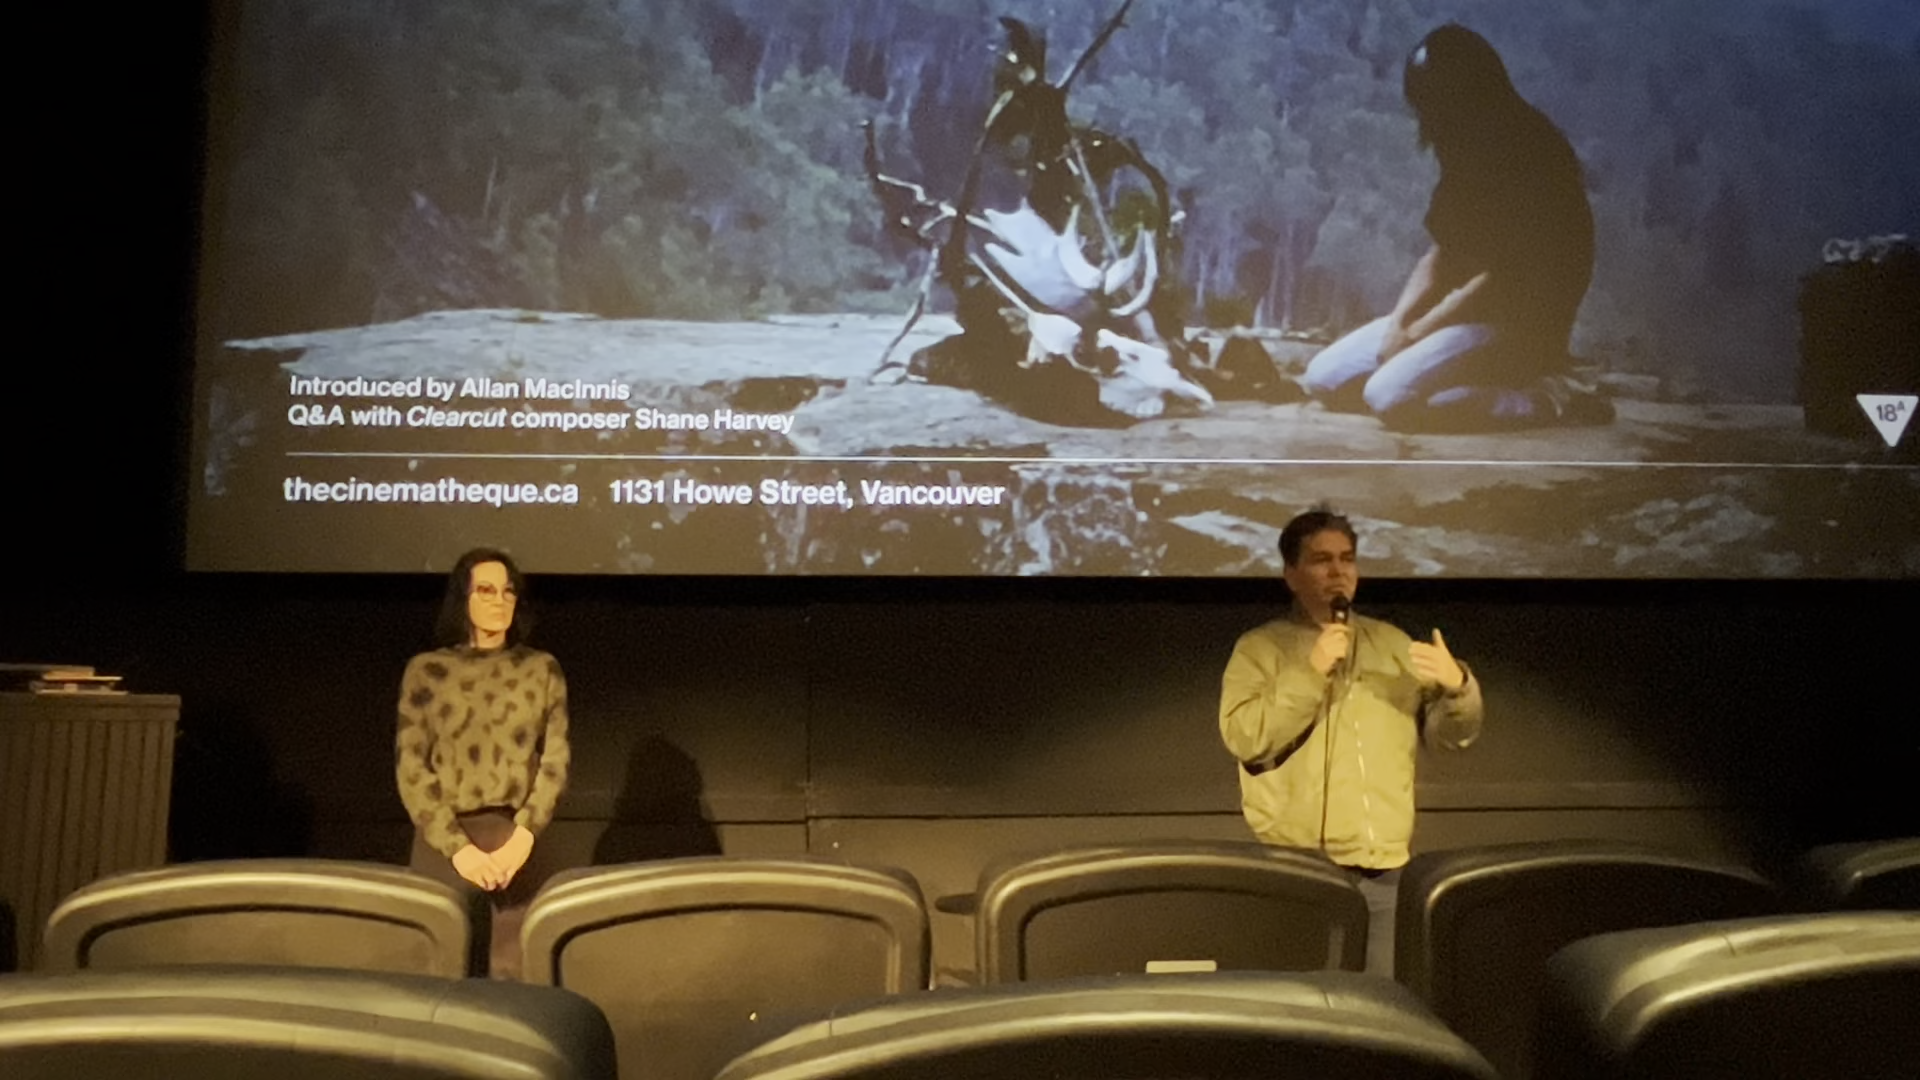 Introduced by Allan MacInnis
Q&A with Clearcut composer Shane Harvey
18A
thecinematheque.ca 1131 Howe Street, Vancouver